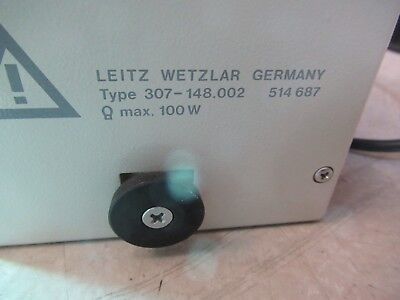 LEITZ WETZLAR GERMANY
Type 307-148.002 514 687
max. 100 W